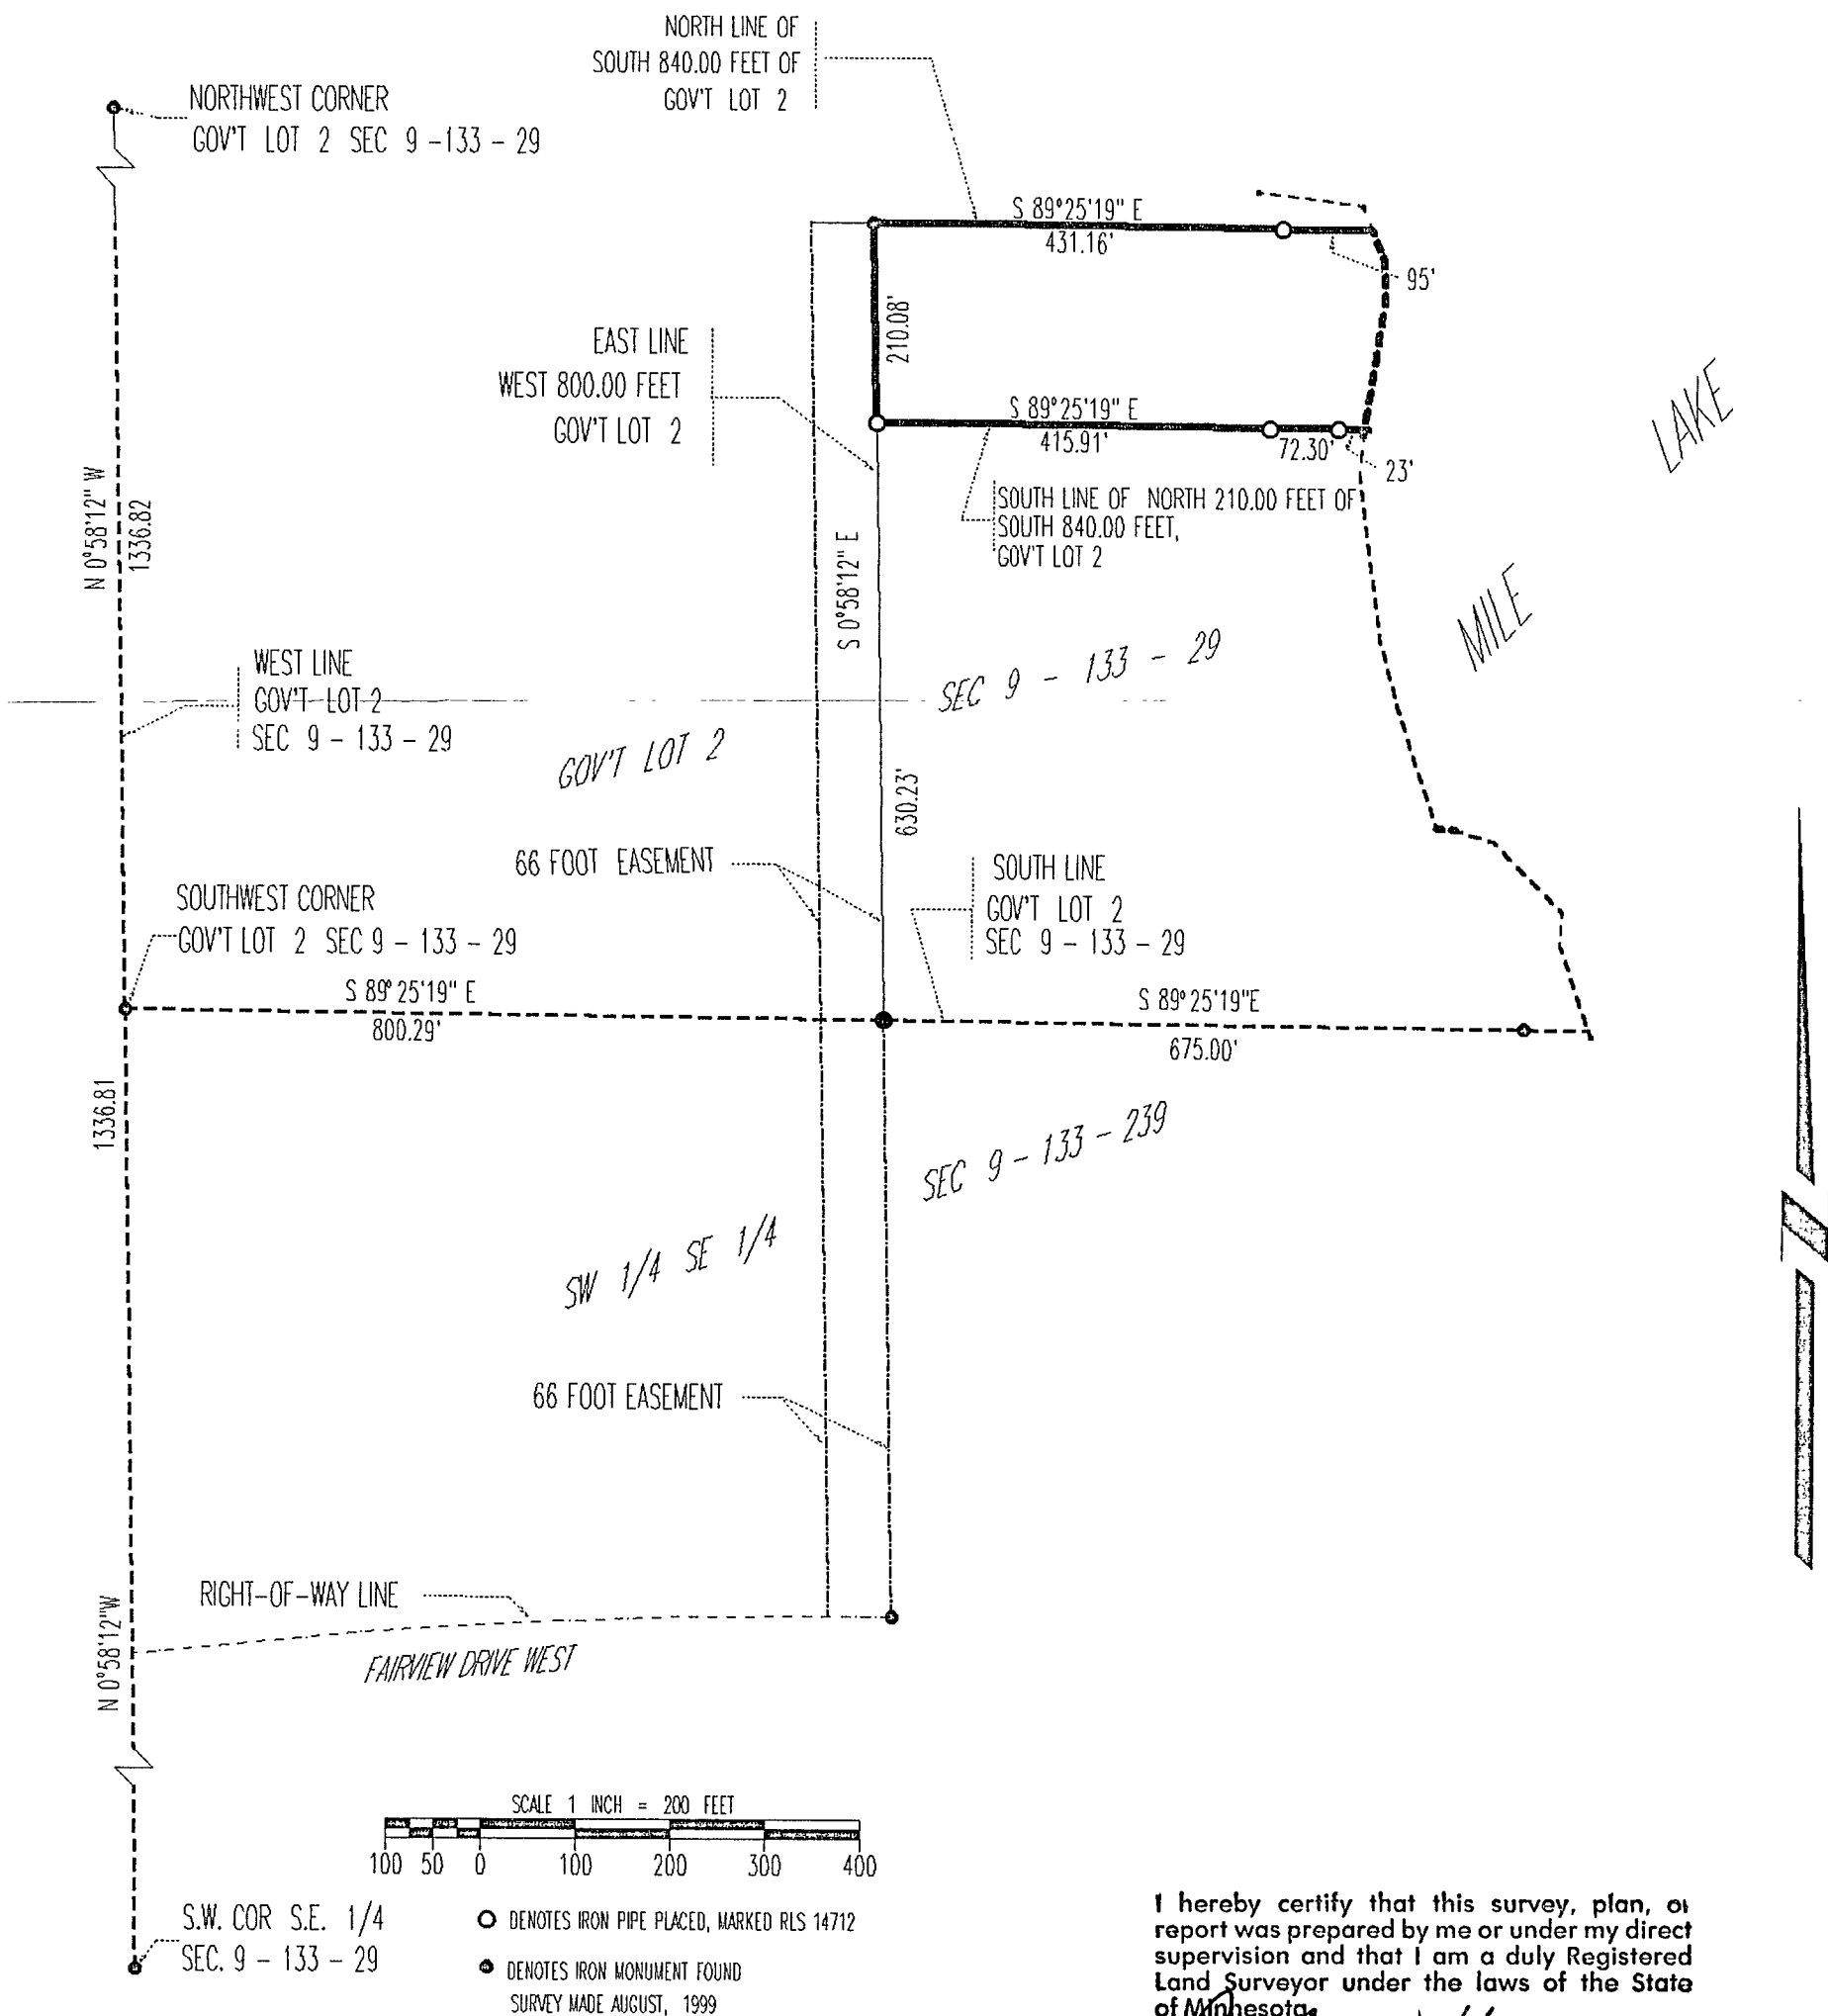 NORTH LINE OF
SOUTH 840.00 FEET OF
GOV'T LOT 2
NORTHWEST CORNER
GOV'T LOT 2 SEC 9 -133 - 29
S 89°25'19" E
431.16'
95'
210.08'
EAST LINE
WEST 800.00 FEET
GOV'T LOT 2
S 89°25'19" E
415.91'
72.30'
23'
LAKE
MILE
SOUTH LINE OF NORTH 210.00 FEET OF
SOUTH 840.00 FEET,
GOV'T LOT 2
N 0°58'12" W
1336.82
S 0°58'12" E
WEST LINE
GOV'T LOT 2
SEC 9 - 133 - 29
SEC 9 - 133 - 29
GOV'T LOT 2
630.23'
66 FOOT EASEMENT
SOUTH LINE
GOV'T LOT 2
SEC 9 - 133 - 29
SOUTHWEST CORNER
GOV'T LOT 2 SEC 9 - 133 - 29
S 89°25'19" E
800.29'
S 89°25'19"E
675.00'
1336.81
SEC 9 - 133 - 239
SW 1/4 SE 1/4
66 FOOT EASEMENT
RIGHT-OF-WAY LINE
FAIRVIEW DRIVE WEST
N 0°58'12"W
SCALE 1 INCH = 200 FEET
100 50 0 100 200 300 400
S.W. COR S.E. 1/4
SEC. 9 - 133 - 29
DENOTES IRON PIPE PLACED, MARKED RLS 14712
DENOTES IRON MONUMENT FOUND
SURVEY MADE AUGUST, 1999
I hereby certify that this survey, plan, or
report was prepared by me or under my direct
supervision and that I am a duly Registered
Land Surveyor under the laws of the State
of Minnesota.